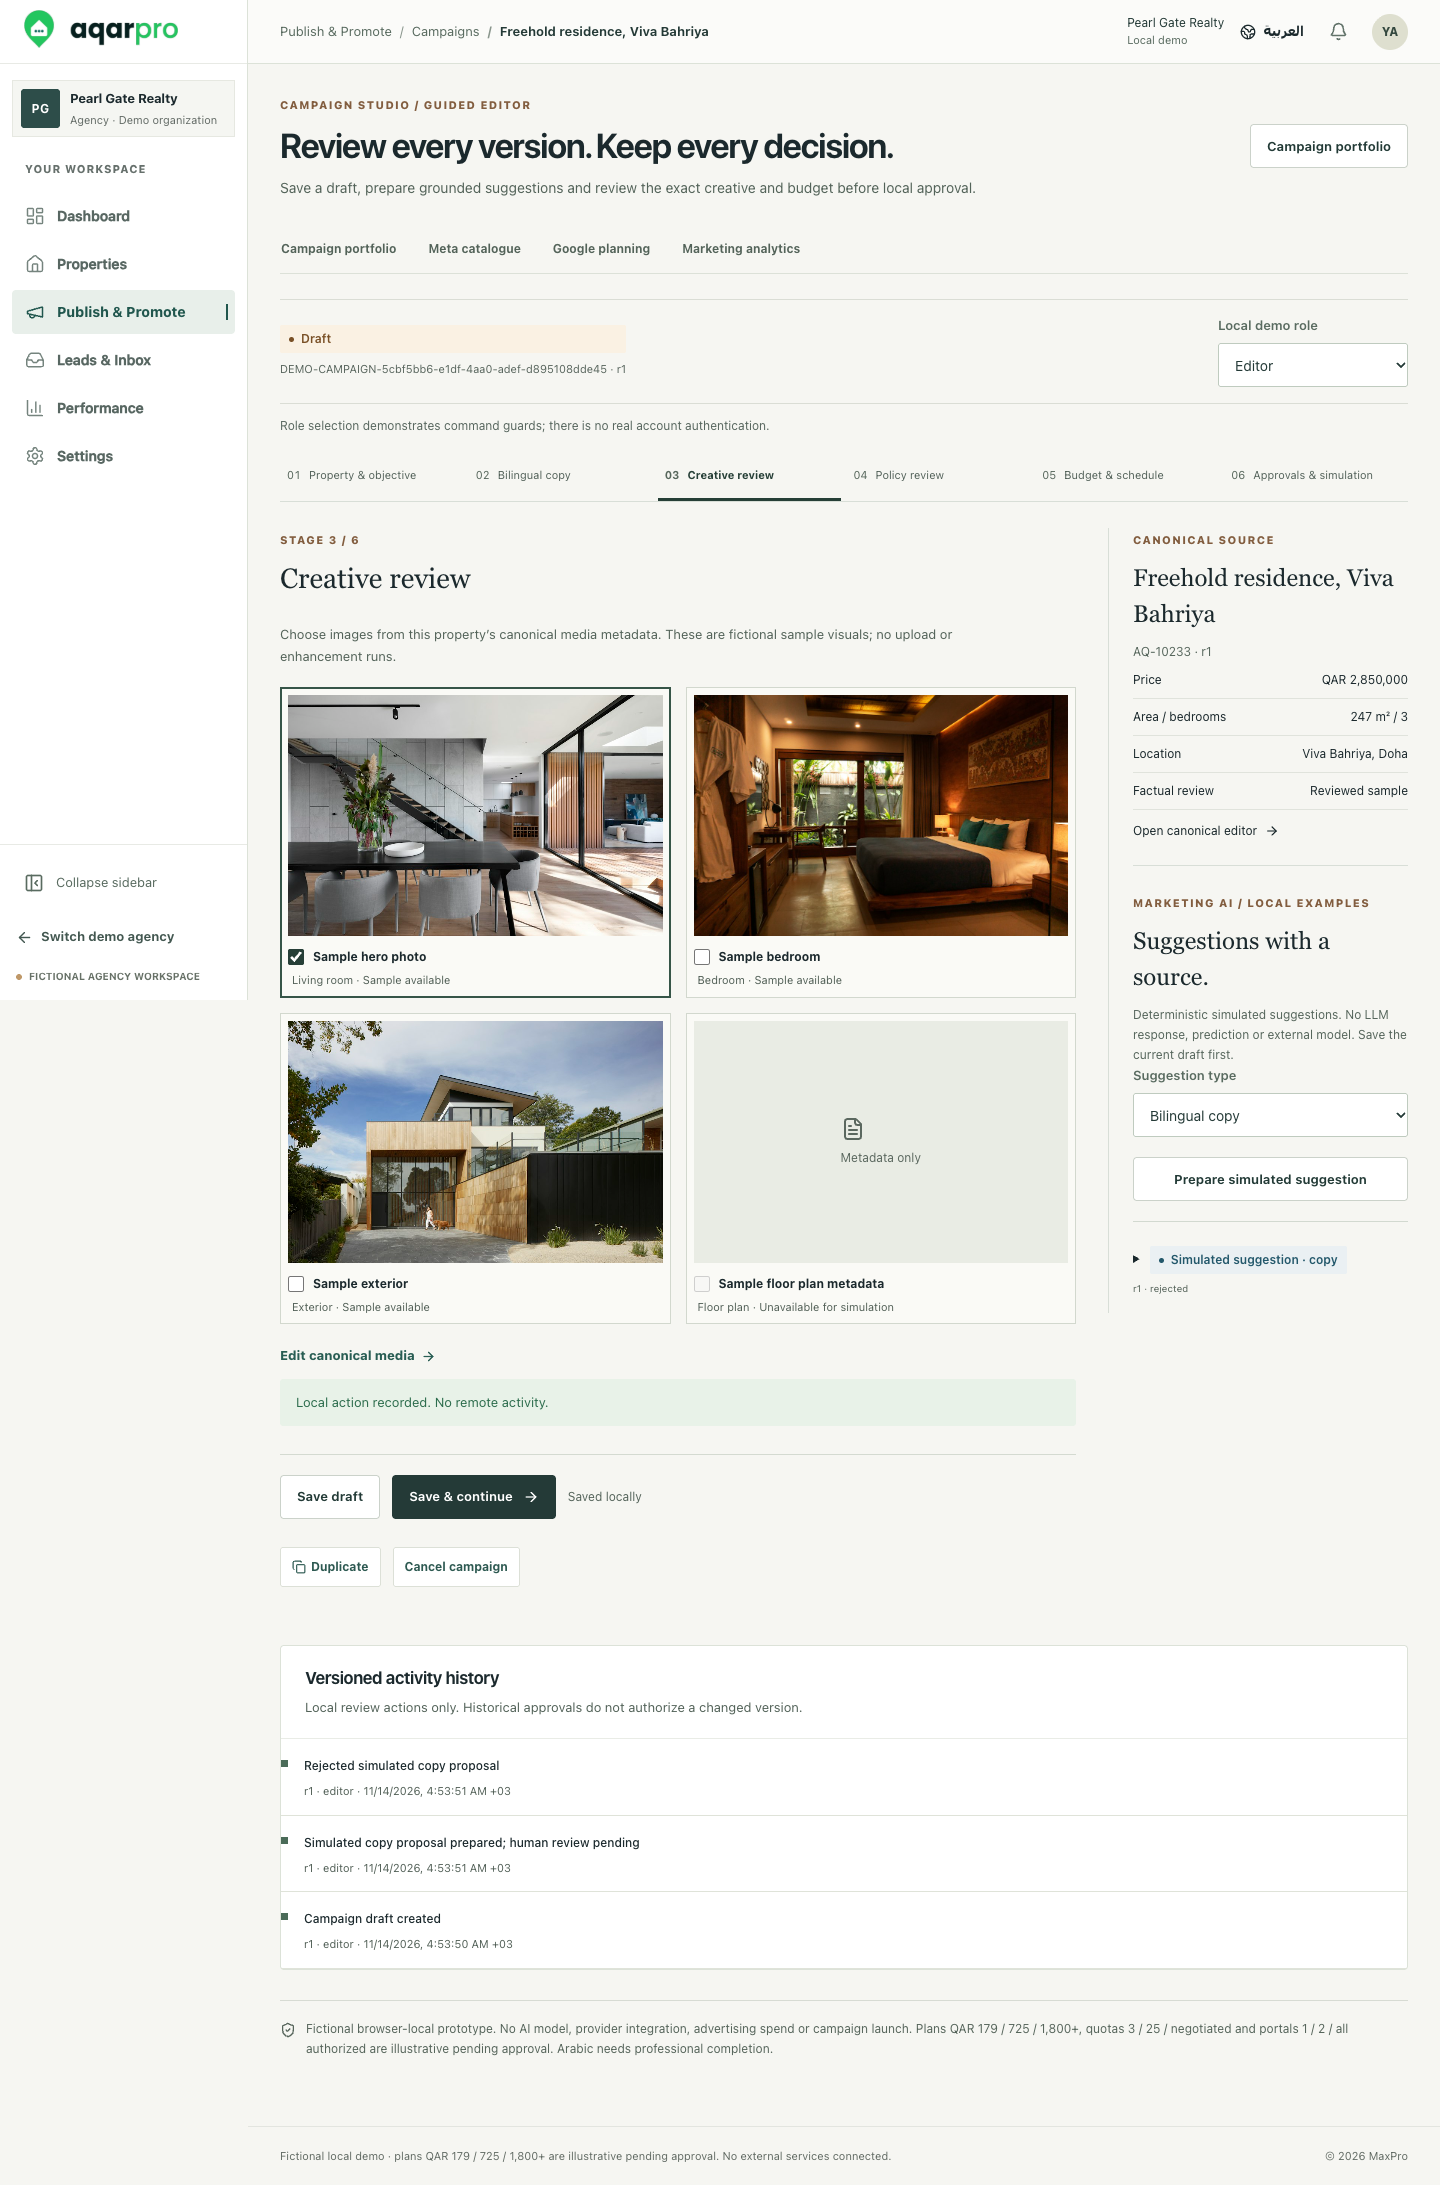 aqarpro
PG
Pearl Gate Realty
Agency · Demo organization
YOUR WORKSPACE
Dashboard
Properties
Publish & Promote
Leads & Inbox
Performance
Settings
Collapse sidebar
Switch demo agency
FICTIONAL AGENCY WORKSPACE
Publish & Promote / Campaigns / Freehold residence, Viva Bahriya
Pearl Gate Realty
Local demo
العربية
YA
CAMPAIGN STUDIO / GUIDED EDITOR
Review every version. Keep every decision.
Save a draft, prepare grounded suggestions and review the exact creative and budget before local approval.
Campaign portfolio
Campaign portfolio Meta catalogue Google planning Marketing analytics
Draft
DEMO-CAMPAIGN-5cbf5bb6-e1df-4aa0-adef-d895108dde45 · r1
Local demo role
Editor
Role selection demonstrates command guards; there is no real account authentication.
01 Property & objective 02 Bilingual copy 03 Creative review 04 Policy review 05 Budget & schedule 06 Approvals & simulation
STAGE 3 / 6
Creative review
Choose images from this property's canonical media metadata. These are fictional sample visuals; no upload or
enhancement runs.
Sample hero photo
Living room · Sample available
Sample bedroom
Bedroom · Sample available
Sample exterior
Exterior · Sample available
Metadata only
Sample floor plan metadata
Floor plan · Unavailable for simulation
Edit canonical media
Local action recorded. No remote activity.
Save draft
Save & continue
Saved locally
Duplicate
Cancel campaign
CANONICAL SOURCE
Freehold residence, Viva
Bahriya
AQ-10233 · r1
Price QAR 2,850,000
Area / bedrooms 247 m² / 3
Location Viva Bahriya, Doha
Factual review Reviewed sample
Open canonical editor
MARKETING AI / LOCAL EXAMPLES
Suggestions with a
source.
Deterministic simulated suggestions. No LLM
response, prediction or external model. Save the
current draft first.
Suggestion type
Bilingual copy
Prepare simulated suggestion
Simulated suggestion · copy
r1 · rejected
Versioned activity history
Local review actions only. Historical approvals do not authorize a changed version.
Rejected simulated copy proposal
r1 · editor · 11/14/2026, 4:53:51 AM +03
Simulated copy proposal prepared; human review pending
r1 · editor · 11/14/2026, 4:53:51 AM +03
Campaign draft created
r1 · editor · 11/14/2026, 4:53:50 AM +03
Fictional browser-local prototype. No AI model, provider integration, advertising spend or campaign launch. Plans QAR 179 / 725 / 1,800+, quotas 3 / 25 / negotiated and portals 1 / 2 / all
authorized are illustrative pending approval. Arabic needs professional completion.
Fictional local demo · plans QAR 179 / 725 / 1,800+ are illustrative pending approval. No external services connected.
© 2026 MaxPro